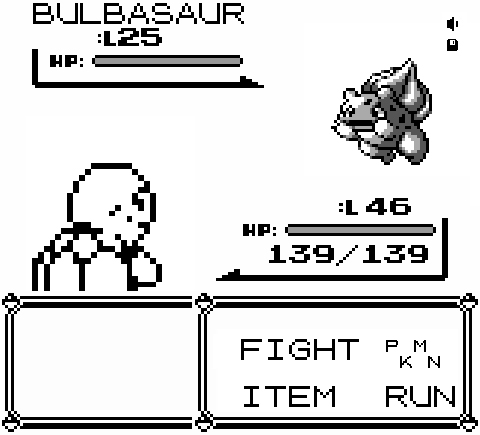 BULBASAUR
:L25
HP:
:L46
HP:
139/139
FIGHT PKMN
ITEM RUN